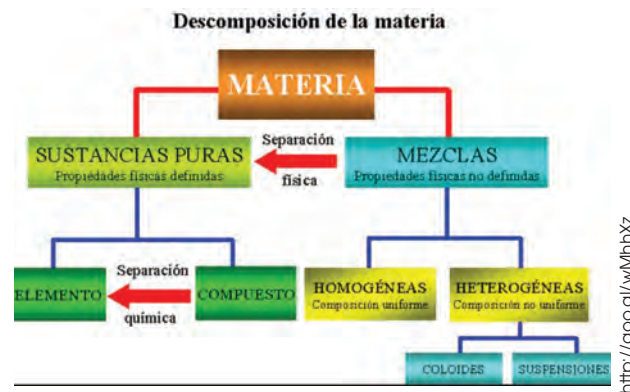 Descomposición de la materia
MATERIA
SUSTANCIAS PURAS
Propiedades físicas definidas
Separación
física
MEZCLAS
Propiedades físicas no definidas
ELEMENTO
Separación
química
COMPUESTO
HOMOGÉNEAS
Composición uniforme
HETEROGÉNEAS
Composición no uniforme
COLOIDES
SUSPENSIONES
http://goo.gl/wMhhXz